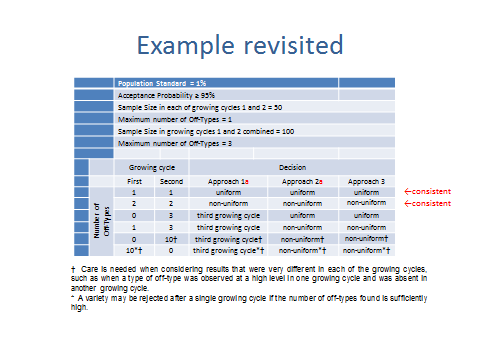 Example revisited
Population Standard = 1%
Acceptance Probability ≥ 95%
Sample Size in each of growing cycles 1 and 2 = 50
Maximum number of Off-Types = 1
Sample Size in growing cycles 1 and 2 combined = 100
Maximum number of Off-Types = 3
Growing cycle Decision
First Second Approach 1a Approach 2a Approach 3
Number of
Off-Types
1 1 uniform uniform uniform ←consistent
2 2 non-uniform non-uniform non-uniform ←consistent
0 3 third growing cycle uniform uniform
1 3 third growing cycle non-uniform non-uniform
0 10† third growing cycle† non-uniform† non-uniform†
10*† 0 third growing cycle*† non-uniform*† non-uniform*†
† Care is needed when considering results that were very different in each of the growing cycles,
such as when a type of off-type was observed at a high level in one growing cycle and was absent in
another growing cycle.
* A variety may be rejected after a single growing cycle if the number of off-types found is sufficiently
high.